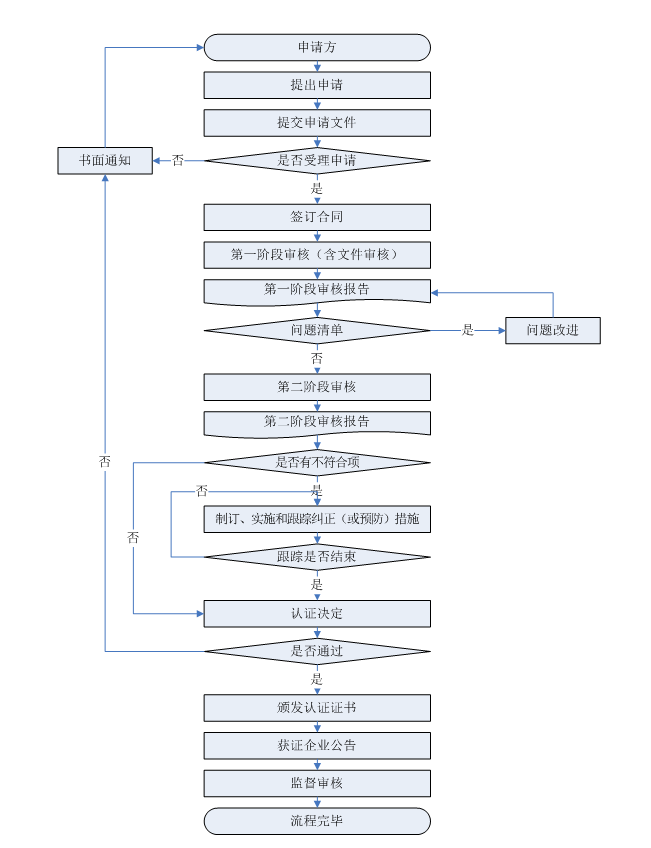 申请方
提出申请
提交申请文件
书面通知
否
是否受理申请
是
签订合同
第一阶段审核（含文件审核）
第一阶段审核报告
问题清单
是
问题改进
否
第二阶段审核
第二阶段审核报告
否
是否有不符合项
否
是
制订、实施和跟踪纠正（或预防）措施
否
跟踪是否结束
是
认证决定
是否通过
是
颁发认证证书
获证企业公告
监督审核
流程完毕